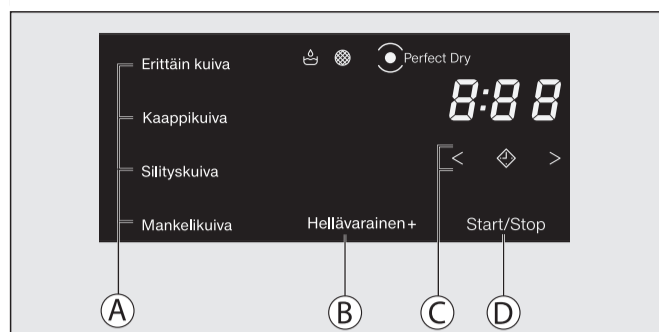 Erittäin kuiva
Perfect Dry
8:88
Kaappikuiva
< >
Silityskuiva
Mankelikuiva
Hellävarainen+
Start/Stop
A B C D